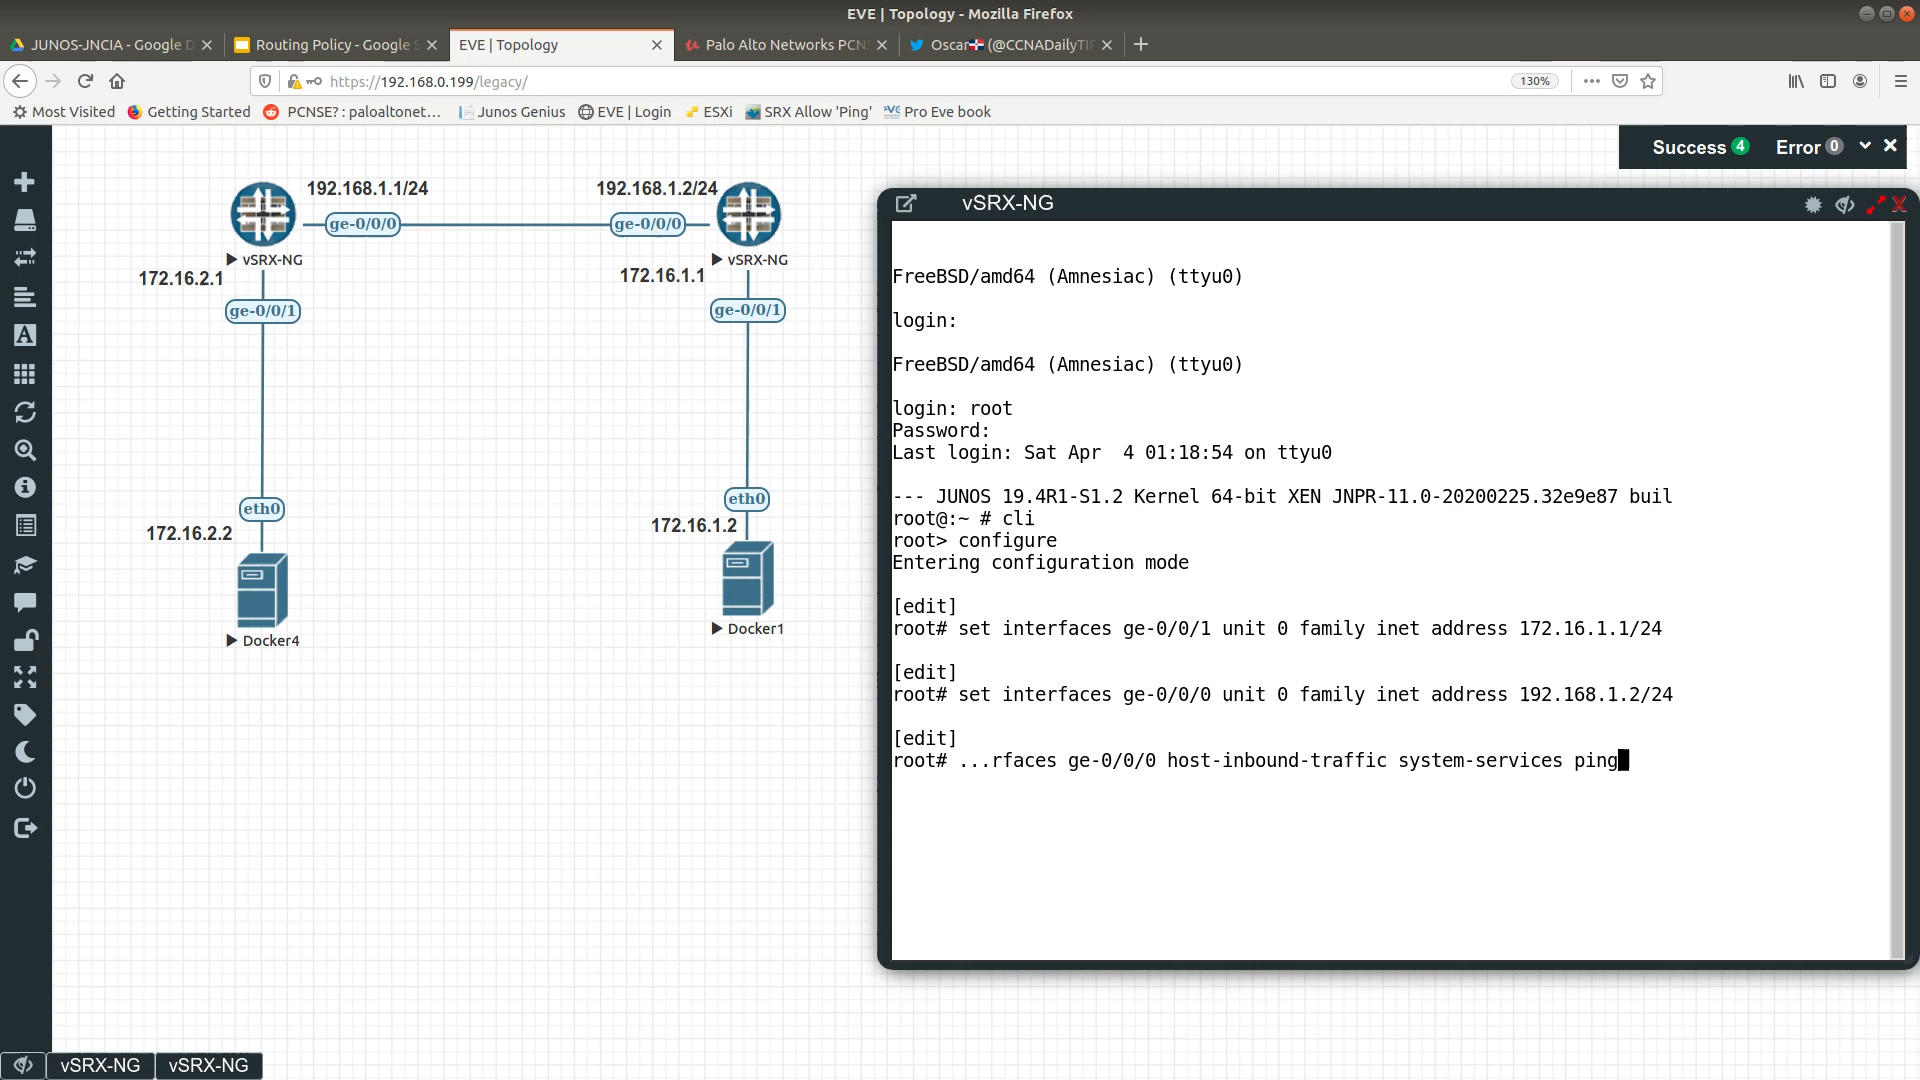 EVE | Topology - Mozilla Firefox
JUNOS-JNCIA - Google D
Routing Policy - Google S
EVE | Topology
Palo Alto Networks PCN
Oscar🇩🇴 (@CCNADailyTIP
https://192.168.0.199/legacy/
130%
Most Visited
Getting Started
PCNSE? : paloaltonet...
Junos Genius
EVE | Login
ESXi
SRX Allow 'Ping'
Pro Eve book
Success 4 Error 0
192.168.1.1/24
192.168.1.2/24
ge-0/0/0
ge-0/0/0
vSRX-NG
vSRX-NG
172.16.2.1
172.16.1.1
ge-0/0/1
ge-0/0/1
eth0
eth0
172.16.2.2
172.16.1.2
Docker4
Docker1
vSRX-NG
FreeBSD/amd64 (Amnesiac) (ttyu0)
login:
FreeBSD/amd64 (Amnesiac) (ttyu0)
login: root
Password:
Last login: Sat Apr  4 01:18:54 on ttyu0
--- JUNOS 19.4R1-S1.2 Kernel 64-bit XEN JNPR-11.0-20200225.32e9e87 buil
root@:~ # cli
root> configure
Entering configuration mode
[edit]
root# set interfaces ge-0/0/1 unit 0 family inet address 172.16.1.1/24
[edit]
root# set interfaces ge-0/0/0 unit 0 family inet address 192.168.1.2/24
[edit]
root# ...rfaces ge-0/0/0 host-inbound-traffic system-services ping
vSRX-NG
vSRX-NG